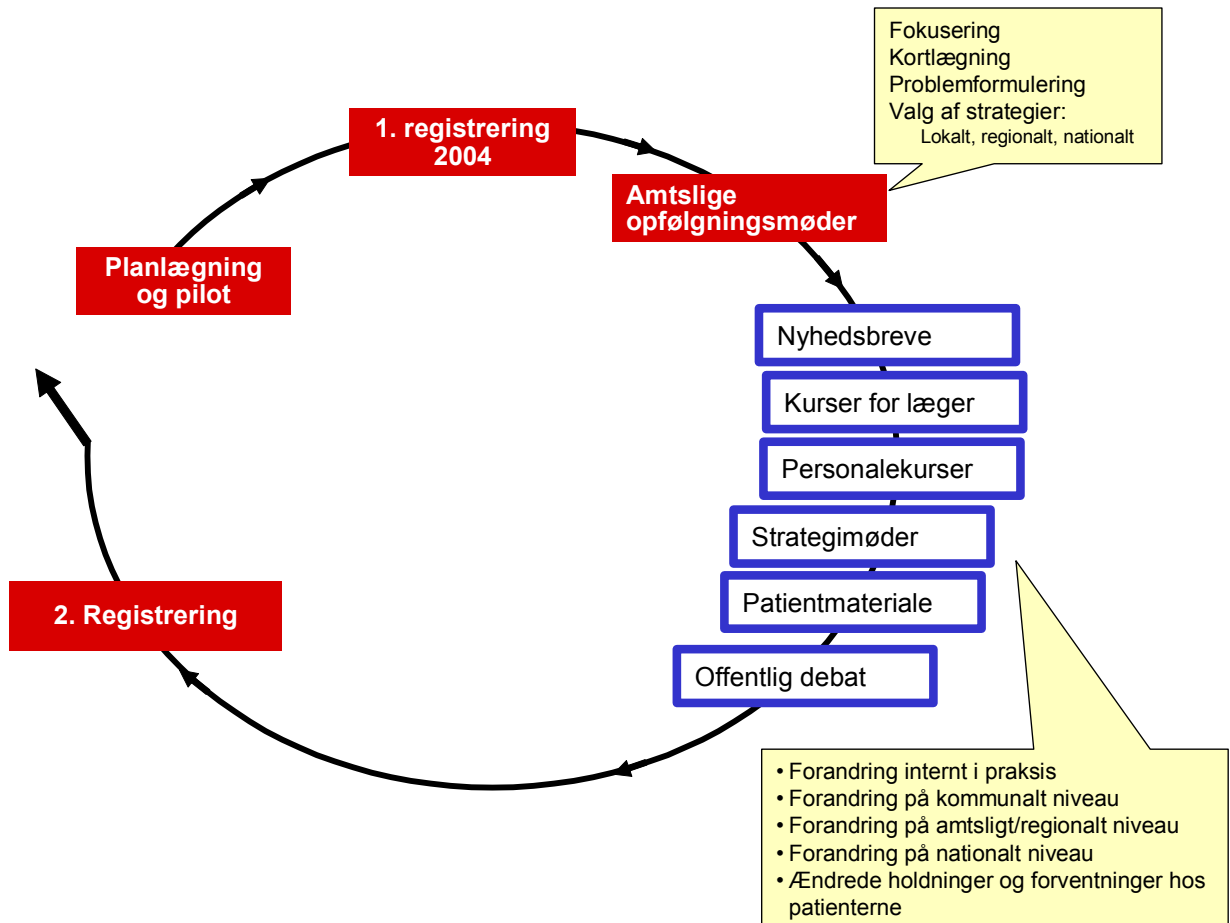 Fokusering
Kortlægning
Problemformulering
Valg af strategier:
Lokalt, regionalt, nationalt
1. registrering
2004
Amtslige
opfølgningsmøder
Planlægning
og pilot
Nyhedsbreve
Kurser for læger
Personalekurser
Strategimøder
Patientmateriale
Offentlig debat
2. Registrering
• Forandring internt i praksis
• Forandring på kommunalt niveau
• Forandring på amtsligt/regionalt niveau
• Forandring på nationalt niveau
• Ændrede holdninger og forventninger hos
patienterne